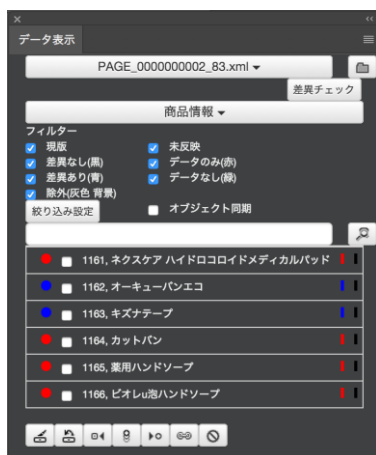 データ表示
PAGE_0000000002_83.xml
差異チェック
商品情報
フィルター
現版
未反映
差異なし(黒)
データのみ(赤)
差異あり(青)
データなし(緑)
除外(灰色 背景)
絞り込み設定
オブジェクト同期
1161, ネクスケア ハイドロコロイドメディカルパッド
1162, オーキューバンエコ
1163, キズナテープ
1164, カットバン
1165, 薬用ハンドソープ
1166, ビオレu泡ハンドソープ